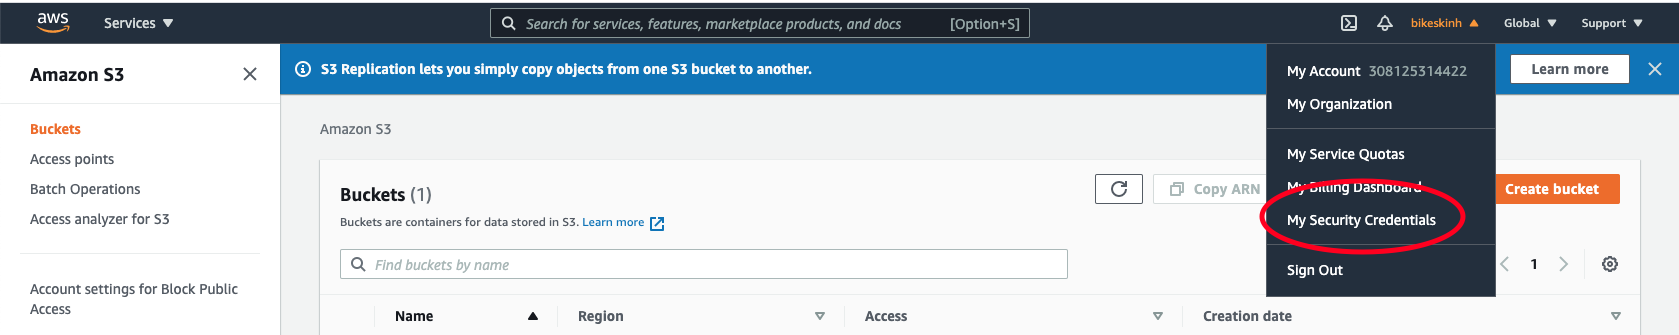 aws Services Search for services, features, marketplace products, and docs [Option+S] bikeskinh Global Support
Amazon S3
S3 Replication lets you simply copy objects from one S3 bucket to another.
Learn more
My Account 308125314422
My Organization
My Service Quotas
My Billing Dashboard
My Security Credentials
Sign Out
Buckets
Access points
Batch Operations
Access analyzer for S3
Account settings for Block Public
Access
Amazon S3
Buckets (1)
Copy ARN
Create bucket
Buckets are containers for data stored in S3. Learn more
Find buckets by name
1
Name Region Access Creation date